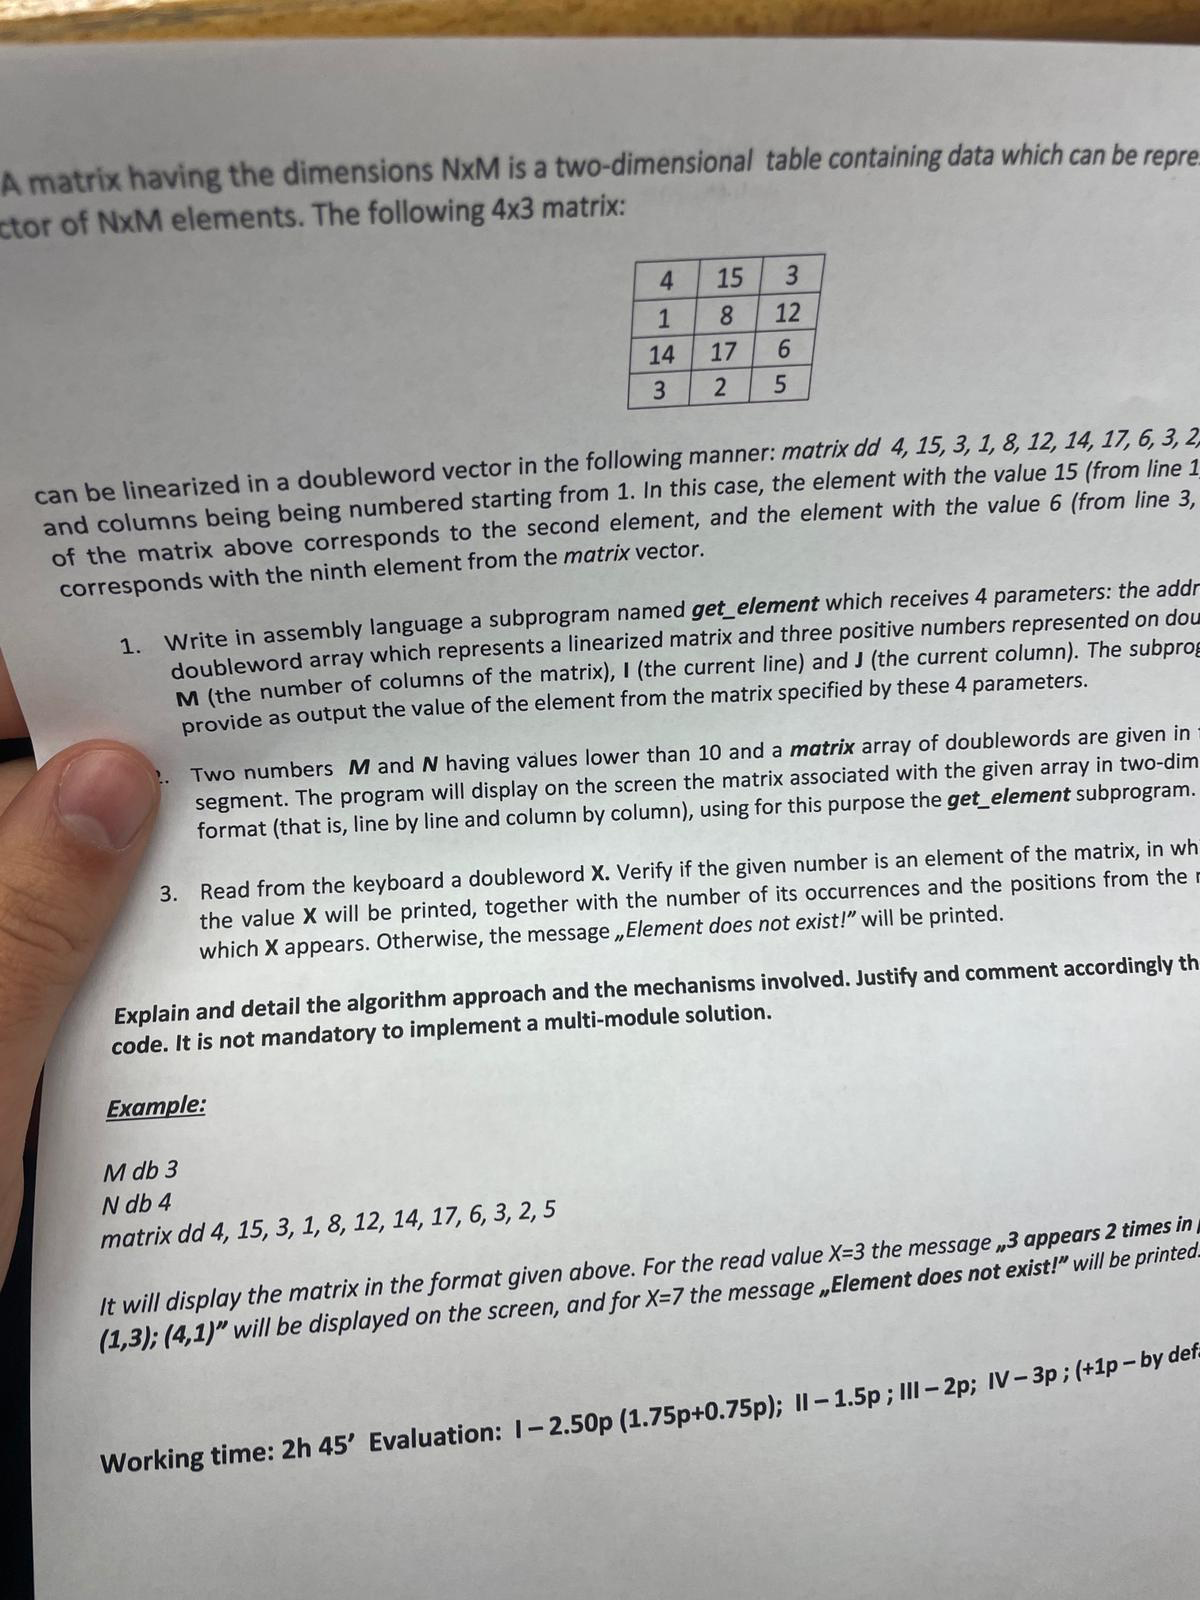 A matrix having the dimensions NxM is a two-dimensional table containing data which can be repre
ctor of NxM elements. The following 4x3 matrix:
4 15 3
1 8 12
14 17 6
3 2 5
can be linearized in a doubleword vector in the following manner: matrix dd 4, 15, 3, 1, 8, 12, 14, 17, 6, 3, 2,
and columns being being numbered starting from 1. In this case, the element with the value 15 (from line 1,
of the matrix above corresponds to the second element, and the element with the value 6 (from line 3,
corresponds with the ninth element from the matrix vector.
1. Write in assembly language a subprogram named get_element which receives 4 parameters: the addr
doubleword array which represents a linearized matrix and three positive numbers represented on dou
M (the number of columns of the matrix), I (the current line) and J (the current column). The subprog
provide as output the value of the element from the matrix specified by these 4 parameters.
2. Two numbers M and N having values lower than 10 and a matrix array of doublewords are given in
segment. The program will display on the screen the matrix associated with the given array in two-dim
format (that is, line by line and column by column), using for this purpose the get_element subprogram.
3. Read from the keyboard a doubleword X. Verify if the given number is an element of the matrix, in wh
the value X will be printed, together with the number of its occurrences and the positions from the
which X appears. Otherwise, the message „Element does not exist!” will be printed.
Explain and detail the algorithm approach and the mechanisms involved. Justify and comment accordingly th
code. It is not mandatory to implement a multi-module solution.
Example:
M db 3
N db 4
matrix dd 4, 15, 3, 1, 8, 12, 14, 17, 6, 3, 2, 5
It will display the matrix in the format given above. For the read value X=3 the message „3 appears 2 times in
(1,3); (4,1)” will be displayed on the screen, and for X=7 the message „Element does not exist!” will be printed.
Working time: 2h 45’ Evaluation: I – 2.50p (1.75p+0.75p); II – 1.5p ; III – 2p; IV – 3p ; (+1p – by defa